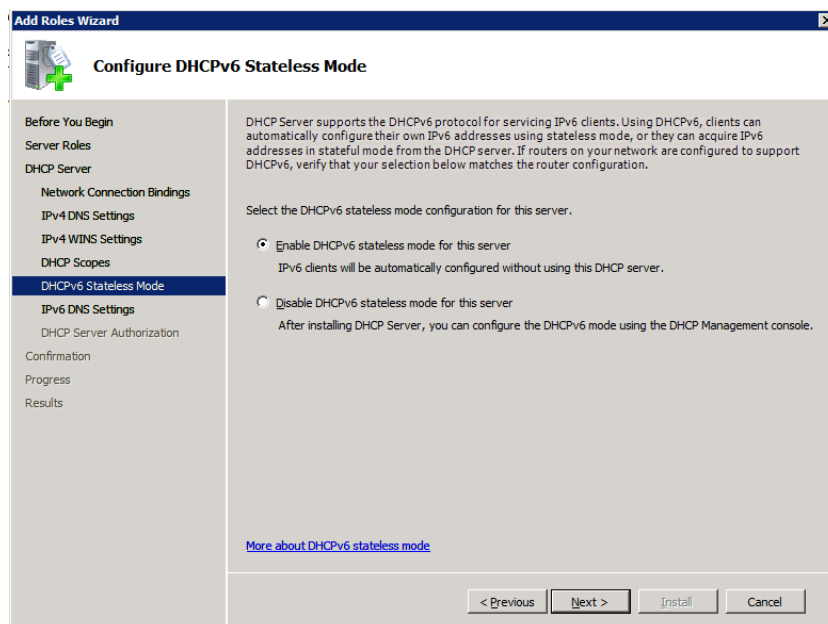 Add Roles Wizard
Configure DHCPv6 Stateless Mode
Before You Begin
Server Roles
DHCP Server
Network Connection Bindings
IPv4 DNS Settings
IPv4 WINS Settings
DHCP Scopes
DHCPv6 Stateless Mode
IPv6 DNS Settings
DHCP Server Authorization
Confirmation
Progress
Results
DHCP Server supports the DHCPv6 protocol for servicing IPv6 clients. Using DHCPv6, clients can
automatically configure their own IPv6 addresses using stateless mode, or they can acquire IPv6
addresses in stateful mode from the DHCP server. If routers on your network are configured to support
DHCPv6, verify that your selection below matches the router configuration.
Select the DHCPv6 stateless mode configuration for this server.
Enable DHCPv6 stateless mode for this server
IPv6 clients will be automatically configured without using this DHCP server.
Disable DHCPv6 stateless mode for this server
After installing DHCP Server, you can configure the DHCPv6 mode using the DHCP Management console.
More about DHCPv6 stateless mode
< Previous
Next >
Install
Cancel